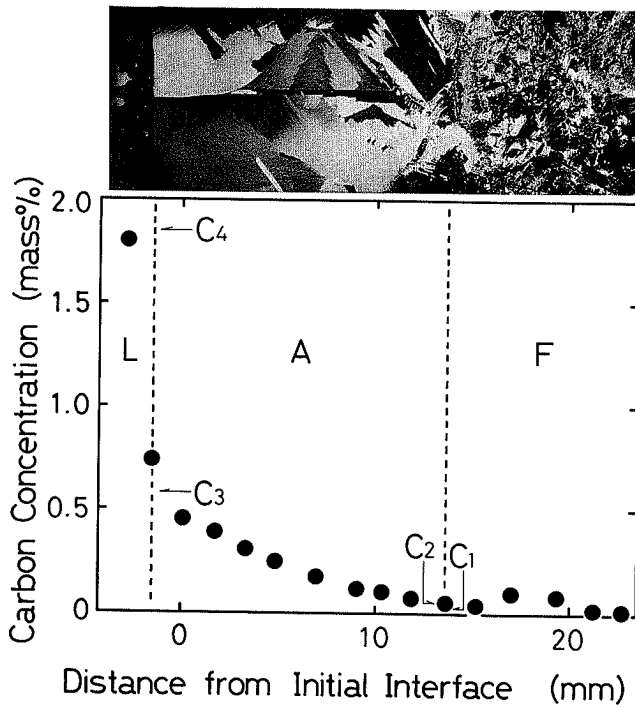 2.0
1.5
1.0
0.5
0
Carbon Concentration (mass%)
C4
L
A
F
C3
C2
C1
0
10
20
Distance from Initial Interface (mm)